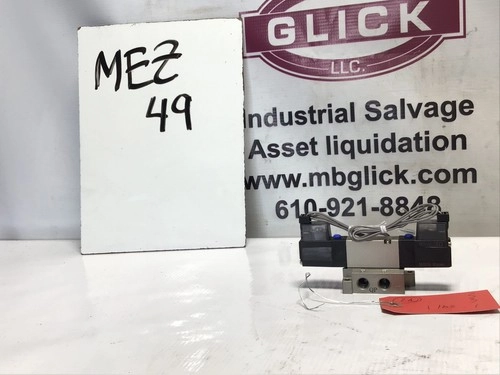 MEZ
49
GLICK
LLC.
Industrial Salvage
Asset liquidation
www.mbglick.com
610-921-8848